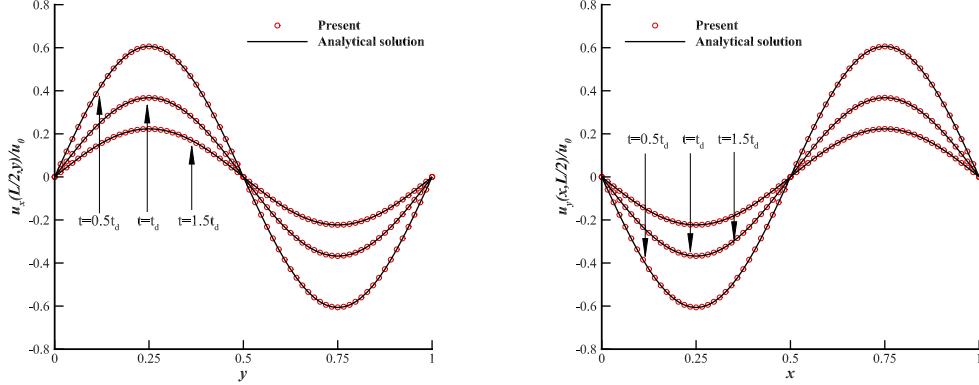 Present
Analytical solution
0.8
0.6
0.4
0.2
0
-0.2
-0.4
-0.6
-0.8
u_x(L/2,y)/u_0
t=0.5t_d
t=t_d
t=1.5t_d
0
0.25
0.5
0.75
1
y
Present
Analytical solution
0.8
0.6
0.4
0.2
0
-0.2
-0.4
-0.6
-0.8
u_y(x,L/2)/u_0
t=0.5t_d
t=t_d
t=1.5t_d
0
0.25
0.5
0.75
1
x